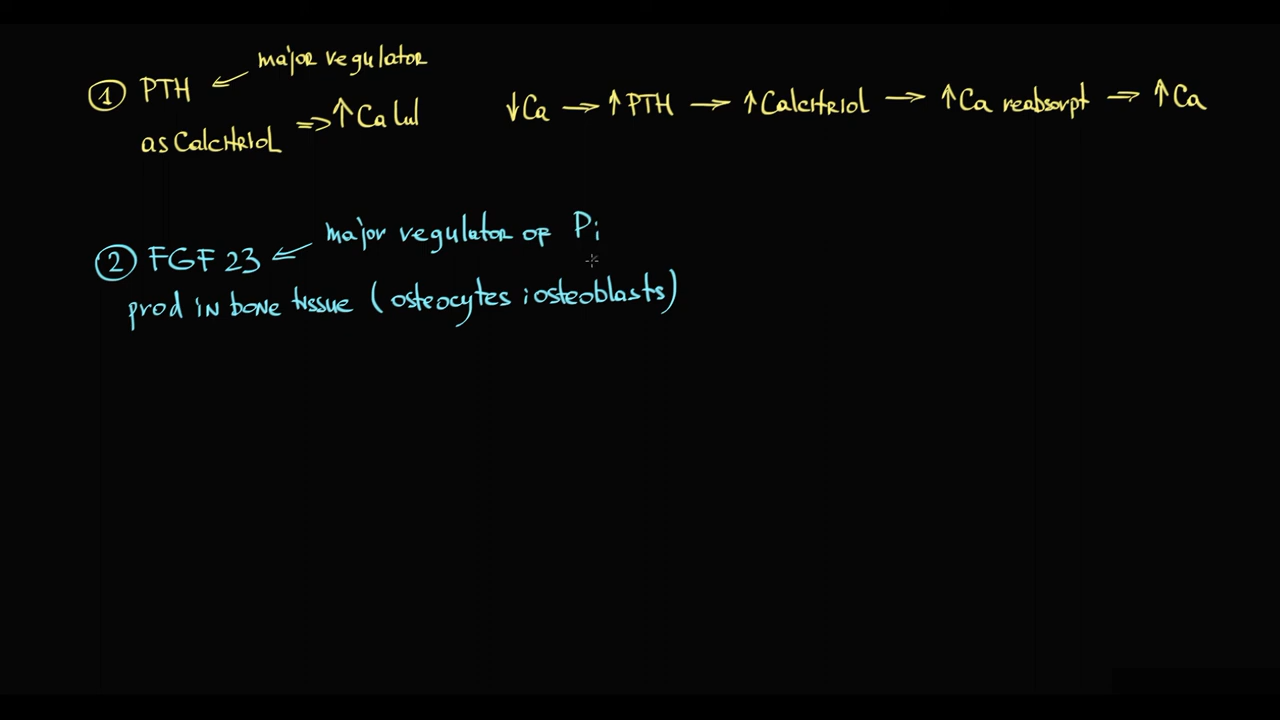 major regulator
① PTH ↙
as Calcitriol ⇒ ↑Ca lvl
↓Ca → ↑PTH → ↑Calcitriol → ↑Ca reabsorpt → ↑Ca
major regulator of Pi
② FGF 23 ↙
prod in bone tissue (osteocytes; osteoblasts)